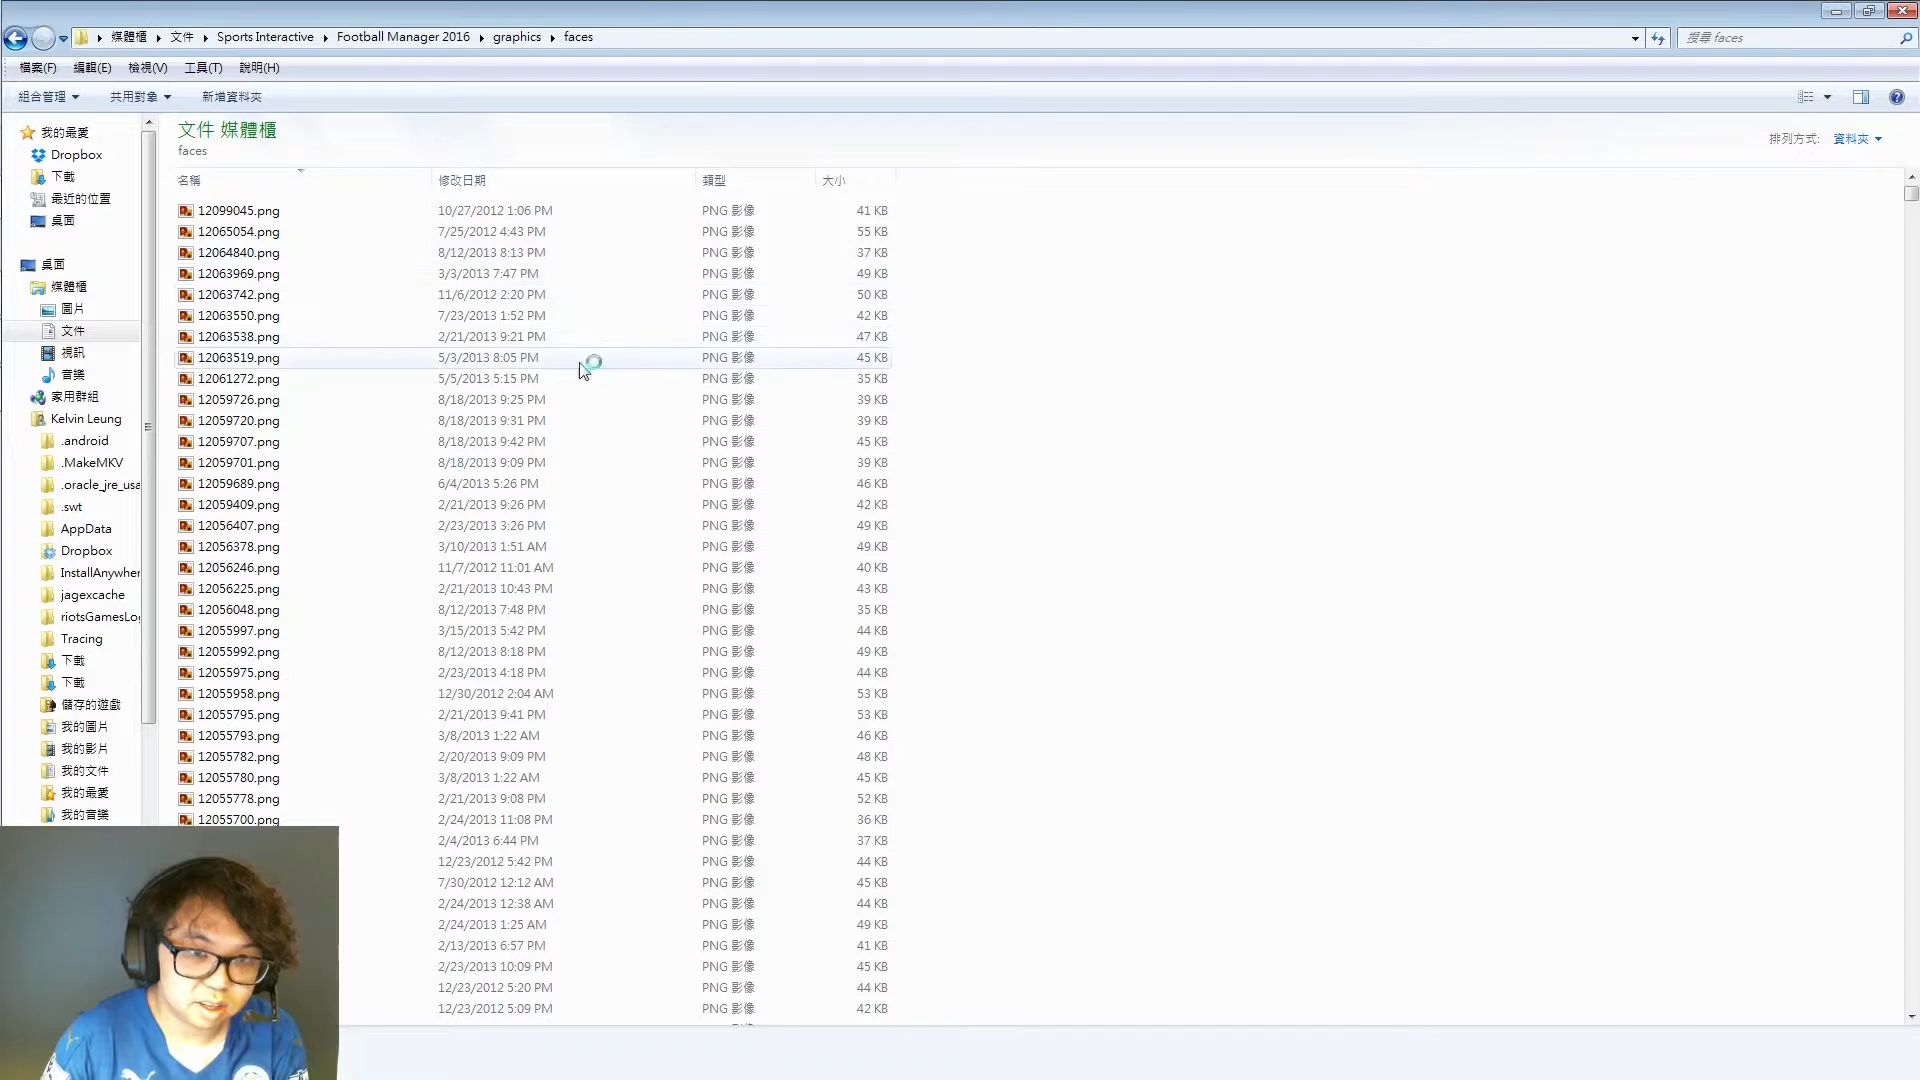 媒體櫃 文件 Sports Interactive Football Manager 2016 graphics faces
搜尋 faces
檔案(F) 編輯(E) 檢視(V) 工具(T) 說明(H)
組合管理 共用對象 新增資料夾
我的最愛
Dropbox
下載
最近的位置
桌面
桌面
媒體櫃
圖片
文件
視訊
音樂
家用群組
Kelvin Leung
.android
.MakeMKV
.oracle_jre_usa
.swt
AppData
Dropbox
InstallAnywher
jagexcache
riotsGamesLog
Tracing
下載
下載
儲存的遊戲
我的圖片
我的影片
我的文件
我的最愛
我的音樂
文件 媒體櫃
faces
排列方式: 資料夾
名稱 修改日期 類型 大小
12099045.png 10/27/2012 1:06 PM PNG 影像 41 KB
12065054.png 7/25/2012 4:43 PM PNG 影像 55 KB
12064840.png 8/12/2013 8:13 PM PNG 影像 37 KB
12063969.png 3/3/2013 7:47 PM PNG 影像 49 KB
12063742.png 11/6/2012 2:20 PM PNG 影像 50 KB
12063550.png 7/23/2013 1:52 PM PNG 影像 42 KB
12063538.png 2/21/2013 9:21 PM PNG 影像 47 KB
12063519.png 5/3/2013 8:05 PM PNG 影像 45 KB
12061272.png 5/5/2013 5:15 PM PNG 影像 35 KB
12059726.png 8/18/2013 9:25 PM PNG 影像 39 KB
12059720.png 8/18/2013 9:31 PM PNG 影像 39 KB
12059707.png 8/18/2013 9:42 PM PNG 影像 45 KB
12059701.png 8/18/2013 9:09 PM PNG 影像 39 KB
12059689.png 6/4/2013 5:26 PM PNG 影像 46 KB
12059409.png 2/21/2013 9:26 PM PNG 影像 42 KB
12056407.png 2/23/2013 3:26 PM PNG 影像 49 KB
12056378.png 3/10/2013 1:51 AM PNG 影像 49 KB
12056246.png 11/7/2012 11:01 AM PNG 影像 40 KB
12056225.png 2/21/2013 10:43 PM PNG 影像 43 KB
12056048.png 8/12/2013 7:48 PM PNG 影像 35 KB
12055997.png 3/15/2013 5:42 PM PNG 影像 44 KB
12055992.png 8/12/2013 8:18 PM PNG 影像 49 KB
12055975.png 2/23/2013 4:18 PM PNG 影像 44 KB
12055958.png 12/30/2012 2:04 AM PNG 影像 53 KB
12055795.png 2/21/2013 9:41 PM PNG 影像 53 KB
12055793.png 3/8/2013 1:22 AM PNG 影像 46 KB
12055782.png 2/20/2013 9:09 PM PNG 影像 48 KB
12055780.png 3/8/2013 1:22 AM PNG 影像 45 KB
12055778.png 2/21/2013 9:08 PM PNG 影像 52 KB
12055700.png 2/24/2013 11:08 PM PNG 影像 36 KB
2/4/2013 6:44 PM PNG 影像 37 KB
12/23/2012 5:42 PM PNG 影像 44 KB
7/30/2012 12:12 AM PNG 影像 45 KB
2/24/2013 12:38 AM PNG 影像 44 KB
2/24/2013 1:25 AM PNG 影像 49 KB
2/13/2013 6:57 PM PNG 影像 41 KB
2/23/2013 10:09 PM PNG 影像 45 KB
12/23/2012 5:20 PM PNG 影像 44 KB
12/23/2012 5:09 PM PNG 影像 42 KB